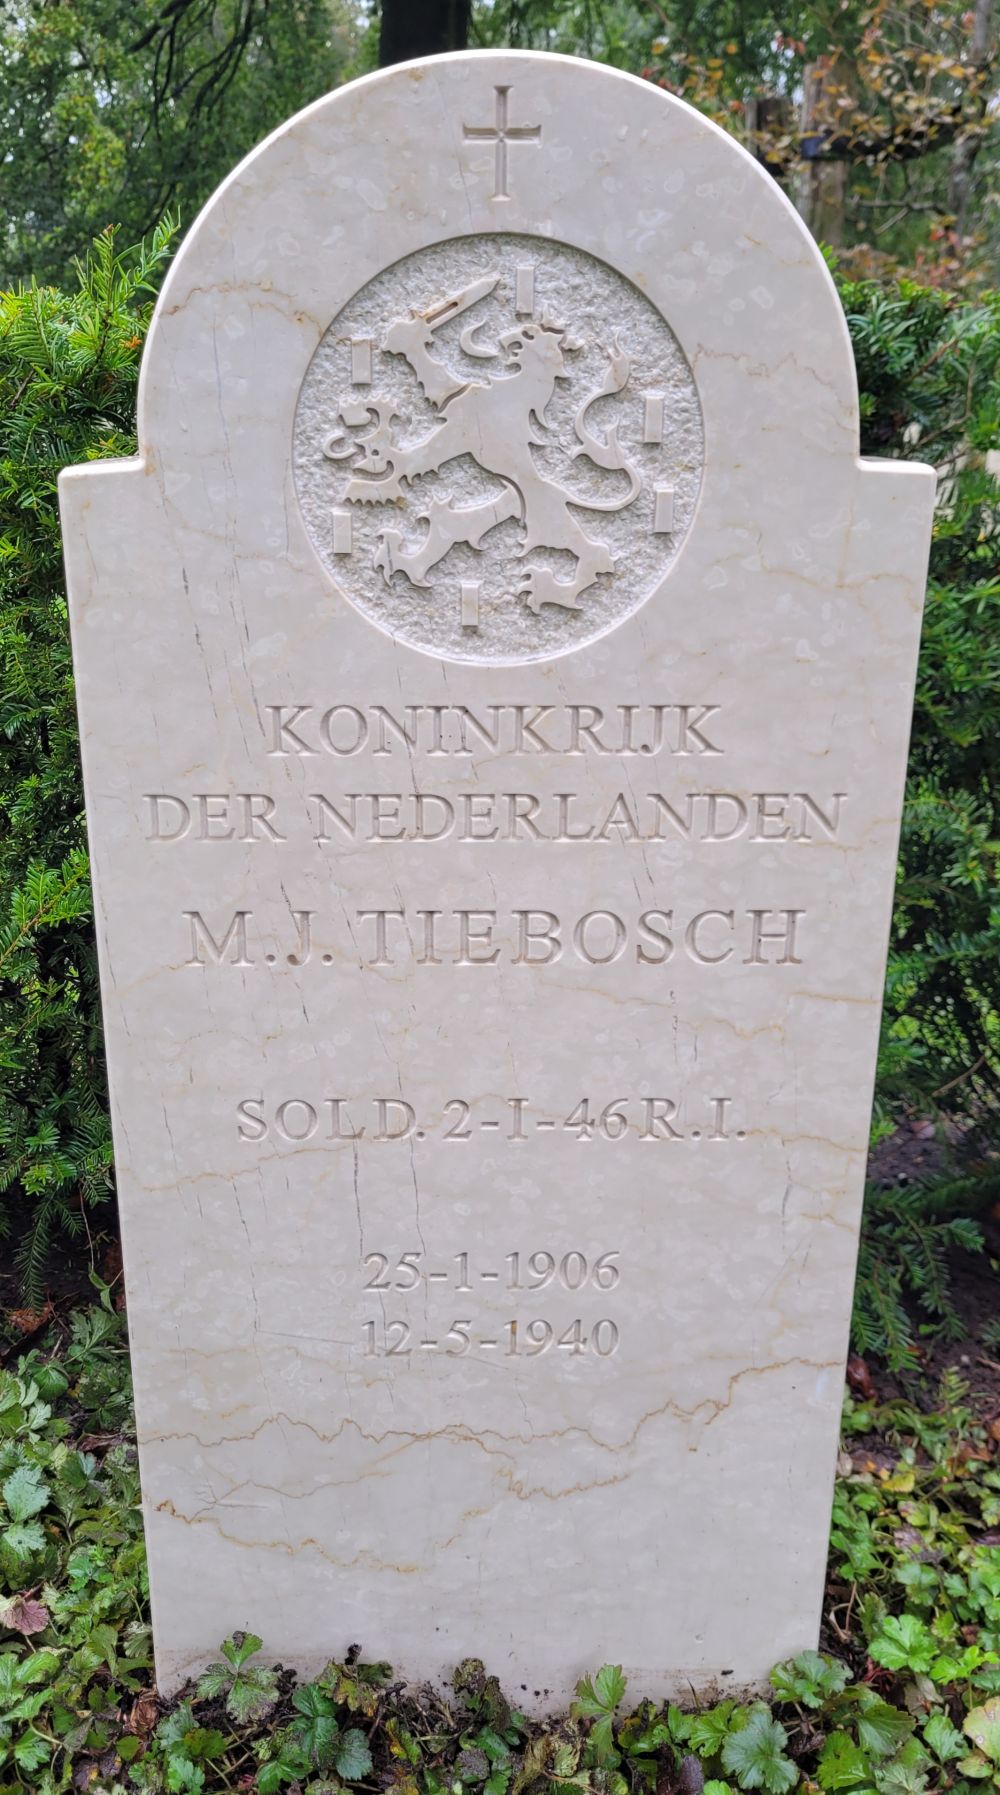 KONINKRIJK
DER NEDERLANDEN
M.J. TIEBOSCH
SOLD. 2-I-46R.I.
25-1-1906
12-5-1940